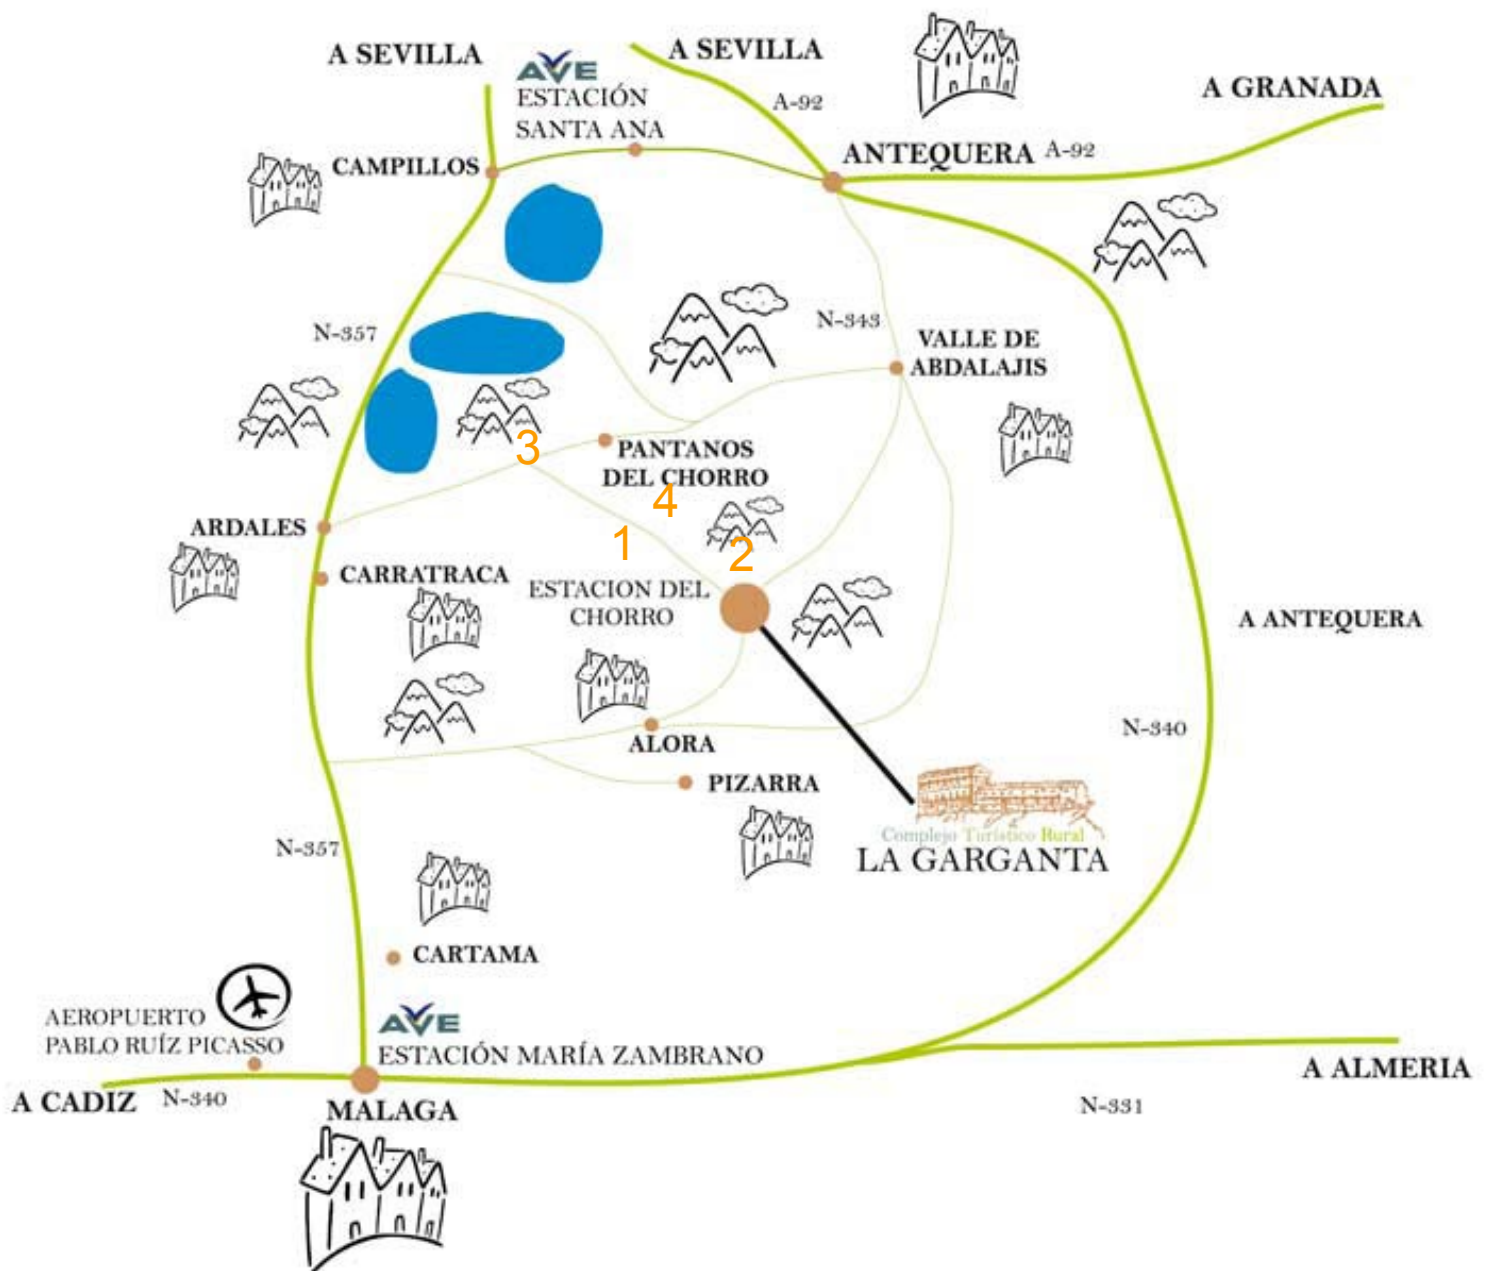 A SEVILLA
AVE
ESTACIÓN
SANTA ANA
A SEVILLA
A-92
A GRANADA
ANTEQUERA
A-92
CAMPILLOS
N-357
N-343
VALLE DE
ABDALAJIS
3
PANTANOS
DEL CHORRO
4
1
2
ARDALES
CARRATRACA
ESTACION DEL
CHORRO
A ANTEQUERA
N-340
ALORA
PIZARRA
Complejo Turístico Rural
LA GARGANTA
N-357
CARTAMA
AEROPUERTO
PABLO RUÍZ PICASSO
AVE
ESTACIÓN MARÍA ZAMBRANO
A CADIZ
N-340
MALAGA
A ALMERIA
N-331